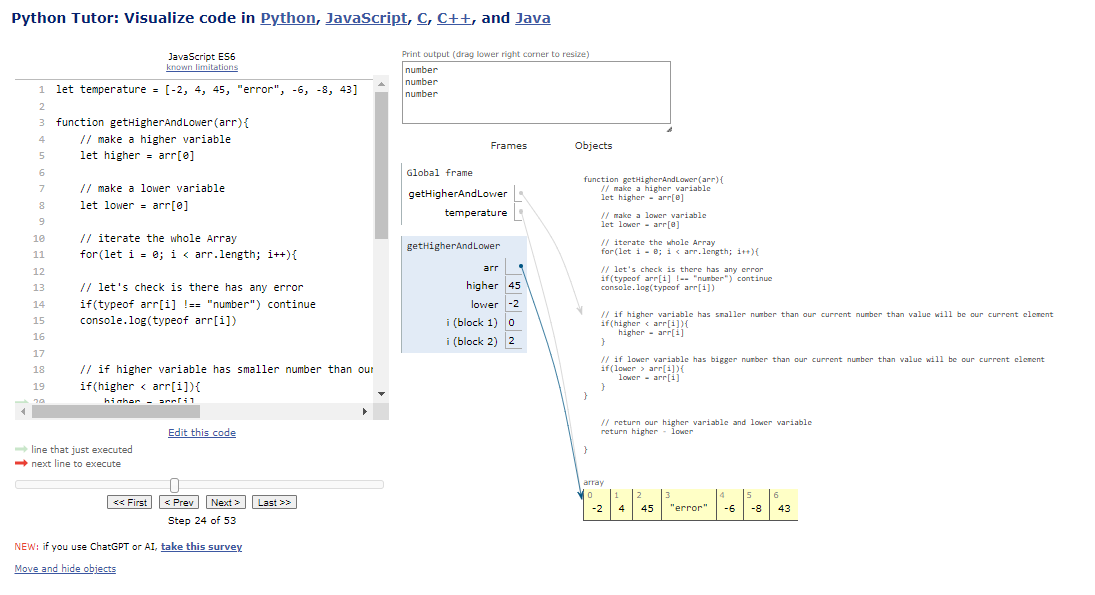 Python Tutor: Visualize code in Python, JavaScript, C, C++, and Java
JavaScript ES6
known limitations
1 let temperature = [-2, 4, 45, "error", -6, -8, 43]
2
3 function getHigherAndLower(arr){
4 // make a higher variable
5 let higher = arr[0]
6
7 // make a lower variable
8 let lower = arr[0]
9
10 // iterate the whole Array
11 for(let i = 0; i < arr.length; i++){
12
13 // let's check is there has any error
14 if(typeof arr[i] !== "number") continue
15 console.log(typeof arr[i])
16
17
18 // if higher variable has smaller number than our
19 if(higher < arr[i]){
20 higher = arr[i]
Edit this code
line that just executed
next line to execute
<< First < Prev Next > Last >>
Step 24 of 53
NEW: if you use ChatGPT or AI, take this survey
Move and hide objects
Print output (drag lower right corner to resize)
number
number
number
Frames Objects
Global frame
getHigherAndLower
temperature
getHigherAndLower
arr
higher 45
lower -2
i (block 1) 0
i (block 2) 2
function getHigherAndLower(arr){
// make a higher variable
let higher = arr[0]
// make a lower variable
let lower = arr[0]
// iterate the whole Array
for(let i = 0; i < arr.length; i++){
// let's check is there has any error
if(typeof arr[i] !== "number") continue
console.log(typeof arr[i])
// if higher variable has smaller number than our current number than value will be our current element
if(higher < arr[i]){
higher = arr[i]
}
// if lower variable has bigger number than our current number than value will be our current element
if(lower > arr[i]){
lower = arr[i]
}
}
// return our higher variable and lower variable
return higher - lower
}
array
0 1 2 3 4 5 6
-2 4 45 "error" -6 -8 43